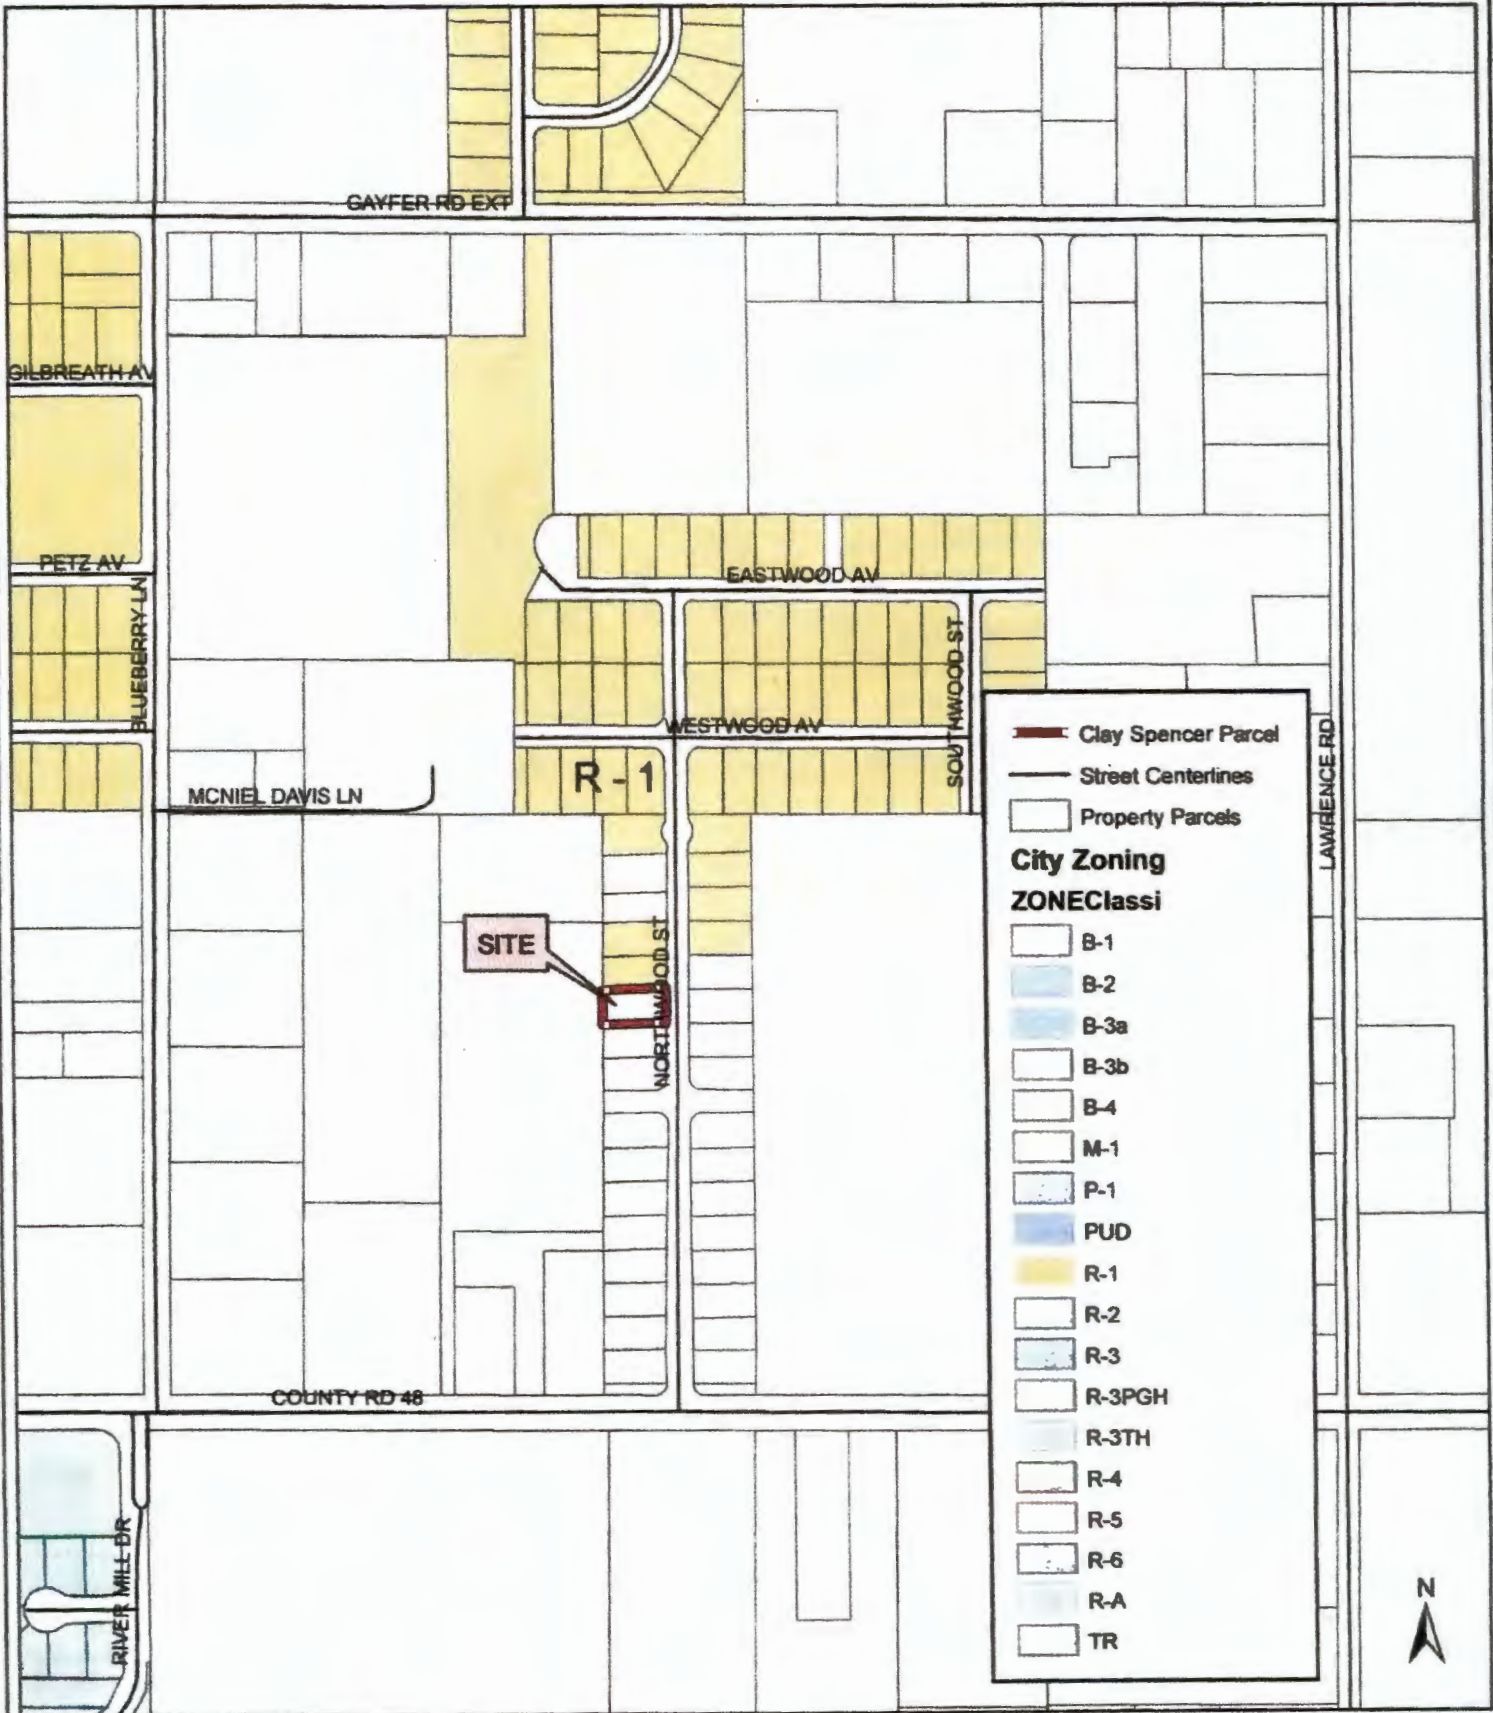 GAYFER RD EXT
GILBREATH AV
PETZ AV
BLUEBERRY LN
EASTWOOD AV
SOUTHWOOD ST
WESTWOOD AV
R - 1
MCNIEL DAVIS LN
LAWRENCE RD
SITE
NORTHWOOD ST
COUNTY RD 48
RIVER MILL DR
Clay Spencer Parcel
Street Centerlines
Property Parcels
City Zoning
ZONEClassi
B-1
B-2
B-3a
B-3b
B-4
M-1
P-1
PUD
R-1
R-2
R-3
R-3PGH
R-3TH
R-4
R-5
R-6
R-A
TR
N